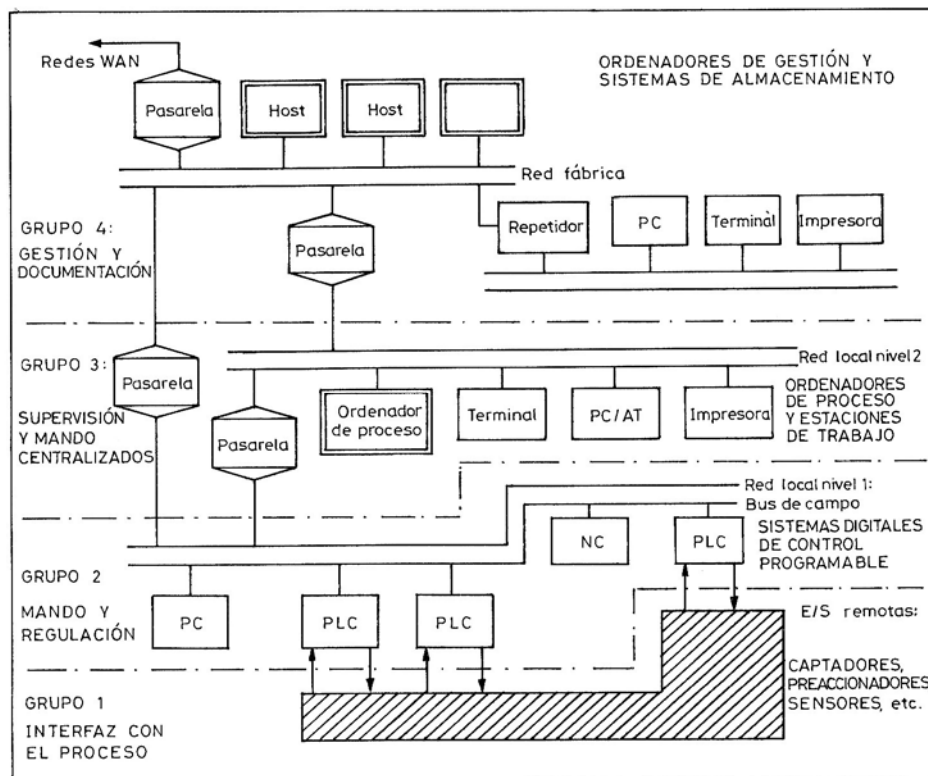 Redes WAN
ORDENADORES DE GESTIÓN Y
SISTEMAS DE ALMACENAMIENTO
Pasarela
Host
Host
Red fábrica
GRUPO 4:
GESTIÓN Y
DOCUMENTACIÓN
Pasarela
Repetidor
PC
Terminal
Impresora
GRUPO 3:
SUPERVISIÓN
Y MANDO
CENTRALIZADOS
Pasarela
Pasarela
Red local nivel 2
Ordenador
de proceso
Terminal
PC/AT
Impresora
ORDENADORES
DE PROCESO
Y ESTACIONES
DE TRABAJO
Red local nivel 1:
Bus de campo
GRUPO 2
MANDO Y
REGULACIÓN
PC
PLC
PLC
NC
PLC
SISTEMAS DIGITALES
DE CONTROL
PROGRAMABLE
E/S remotas:
GRUPO 1
INTERFAZ CON
EL PROCESO
CAPTADORES,
PREACCIONADORES
SENSORES, etc.